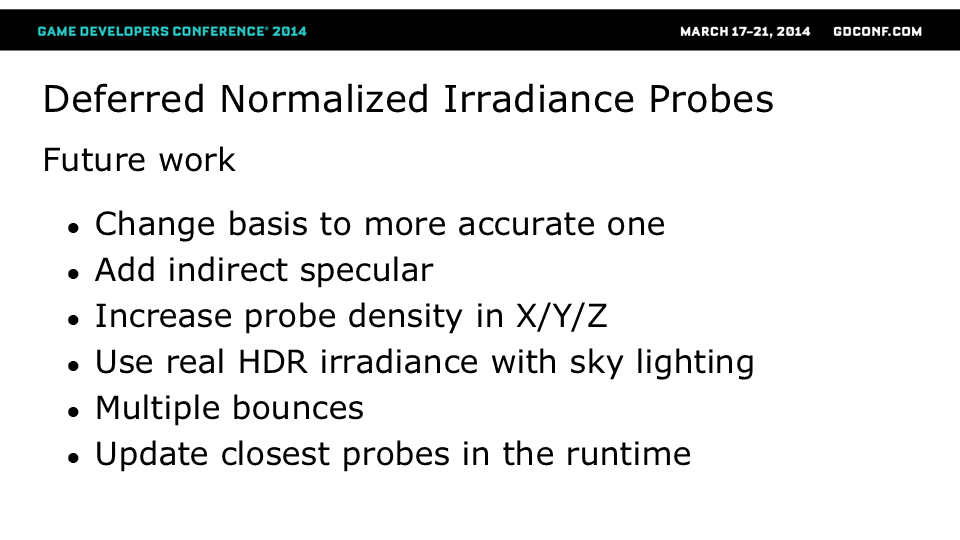 GAME DEVELOPERS CONFERENCE® 2014 MARCH 17–21, 2014 GDCONF.COM
Deferred Normalized Irradiance Probes
Future work
• Change basis to more accurate one
• Add indirect specular
• Increase probe density in X/Y/Z
• Use real HDR irradiance with sky lighting
• Multiple bounces
• Update closest probes in the runtime